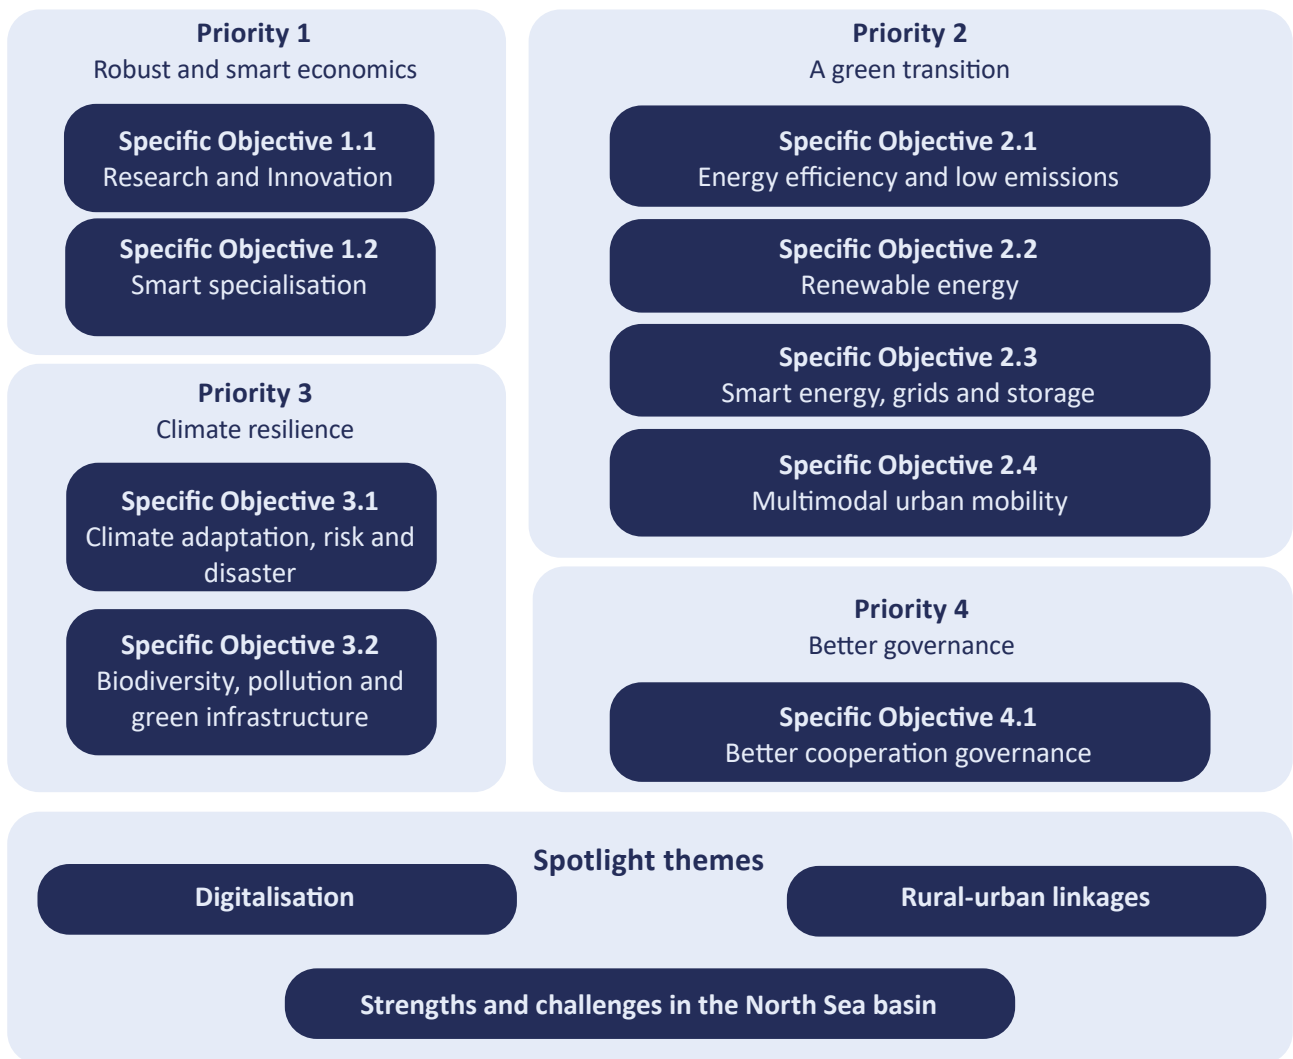 Priority 1
Robust and smart economics
Specific Objective 1.1
Research and Innovation
Specific Objective 1.2
Smart specialisation
Priority 2
A green transition
Specific Objective 2.1
Energy efficiency and low emissions
Specific Objective 2.2
Renewable energy
Specific Objective 2.3
Smart energy, grids and storage
Specific Objective 2.4
Multimodal urban mobility
Priority 3
Climate resilience
Specific Objective 3.1
Climate adaptation, risk and
disaster
Specific Objective 3.2
Biodiversity, pollution and
green infrastructure
Priority 4
Better governance
Specific Objective 4.1
Better cooperation governance
Spotlight themes
Digitalisation
Rural-urban linkages
Strengths and challenges in the North Sea basin